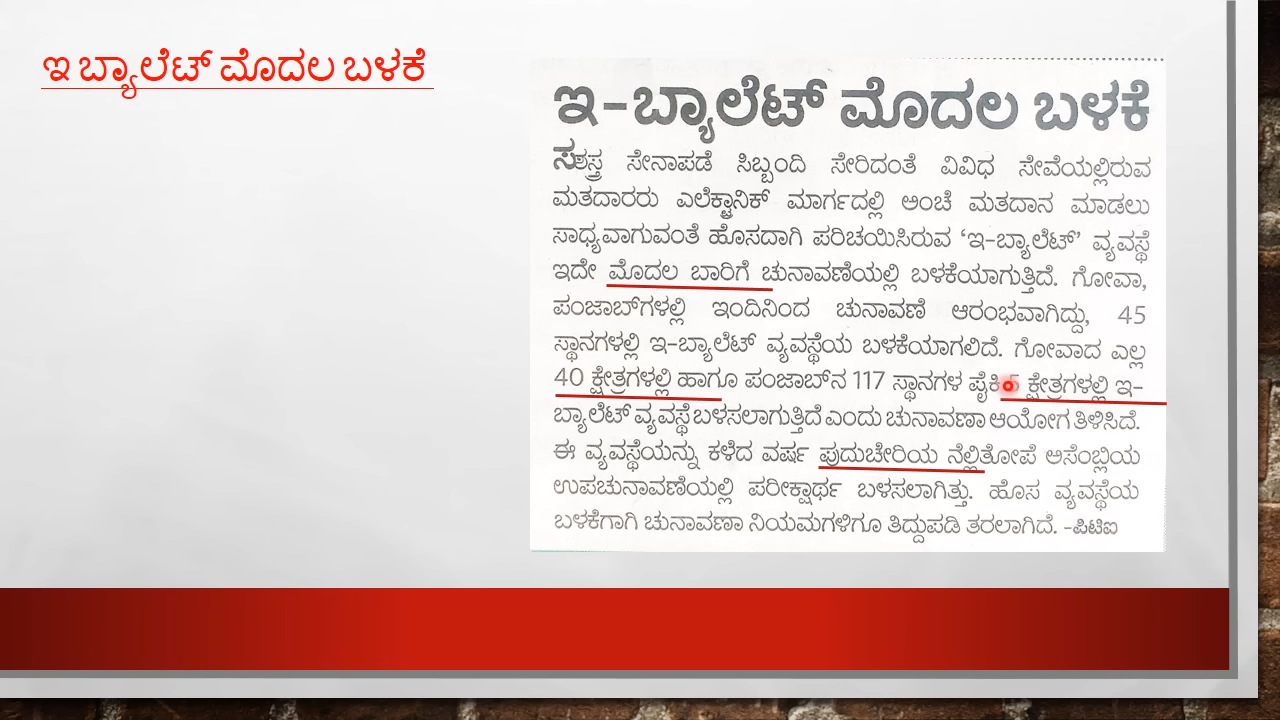 ಇ ಬ್ಯಾಲೆಟ್ ಮೊದಲ ಬಳಕೆ
ಇ-ಬ್ಯಾಲೆಟ್ ಮೊದಲ ಬಳಕೆ
ಸಶಸ್ತ್ರ ಸೇನಾಪಡೆ ಸಿಬ್ಬಂದಿ ಸೇರಿದಂತೆ ವಿವಿಧ ಸೇವೆಯಲ್ಲಿರುವ
ಮತದಾರರು ಎಲೆಕ್ಟ್ರಾನಿಕ್ ಮಾರ್ಗದಲ್ಲಿ ಅಂಚೆ ಮತದಾನ ಮಾಡಲು
ಸಾಧ್ಯವಾಗುವಂತೆ ಹೊಸದಾಗಿ ಪರಿಚಯಿಸಿರುವ ‘ಇ-ಬ್ಯಾಲೆಟ್’ ವ್ಯವಸ್ಥೆ
ಇದೇ ಮೊದಲ ಬಾರಿಗೆ ಚುನಾವಣೆಯಲ್ಲಿ ಬಳಕೆಯಾಗುತ್ತಿದೆ. ಗೋವಾ,
ಪಂಜಾಬ್‌ಗಳಲ್ಲಿ ಇಂದಿನಿಂದ ಚುನಾವಣೆ ಆರಂಭವಾಗಿದ್ದು, 45
ಸ್ಥಾನಗಳಲ್ಲಿ ಇ-ಬ್ಯಾಲೆಟ್ ವ್ಯವಸ್ಥೆಯ ಬಳಕೆಯಾಗಲಿದೆ. ಗೋವಾದ ಎಲ್ಲ
40 ಕ್ಷೇತ್ರಗಳಲ್ಲಿ ಹಾಗೂ ಪಂಜಾಬ್‌ನ 117 ಸ್ಥಾನಗಳ ಪೈಕಿ ಕ್ಷೇತ್ರಗಳಲ್ಲಿ ಇ-
ಬ್ಯಾಲೆಟ್ ವ್ಯವಸ್ಥೆ ಬಳಸಲಾಗುತ್ತಿದೆ ಎಂದು ಚುನಾವಣಾ ಆಯೋಗ ತಿಳಿಸಿದೆ.
ಈ ವ್ಯವಸ್ಥೆಯನ್ನು ಕಳೆದ ವರ್ಷ ಪುದುಚೇರಿಯ ನೆಲ್ಲಿತೋಪೆ ಅಸೆಂಬ್ಲಿಯ
ಉಪಚುನಾವಣೆಯಲ್ಲಿ ಪರೀಕ್ಷಾರ್ಥ ಬಳಸಲಾಗಿತ್ತು. ಹೊಸ ವ್ಯವಸ್ಥೆಯ
ಬಳಕೆಗಾಗಿ ಚುನಾವಣಾ ನಿಯಮಗಳಿಗೂ ತಿದ್ದುಪಡಿ ತರಲಾಗಿದೆ. -ಪಿಟಿಐ